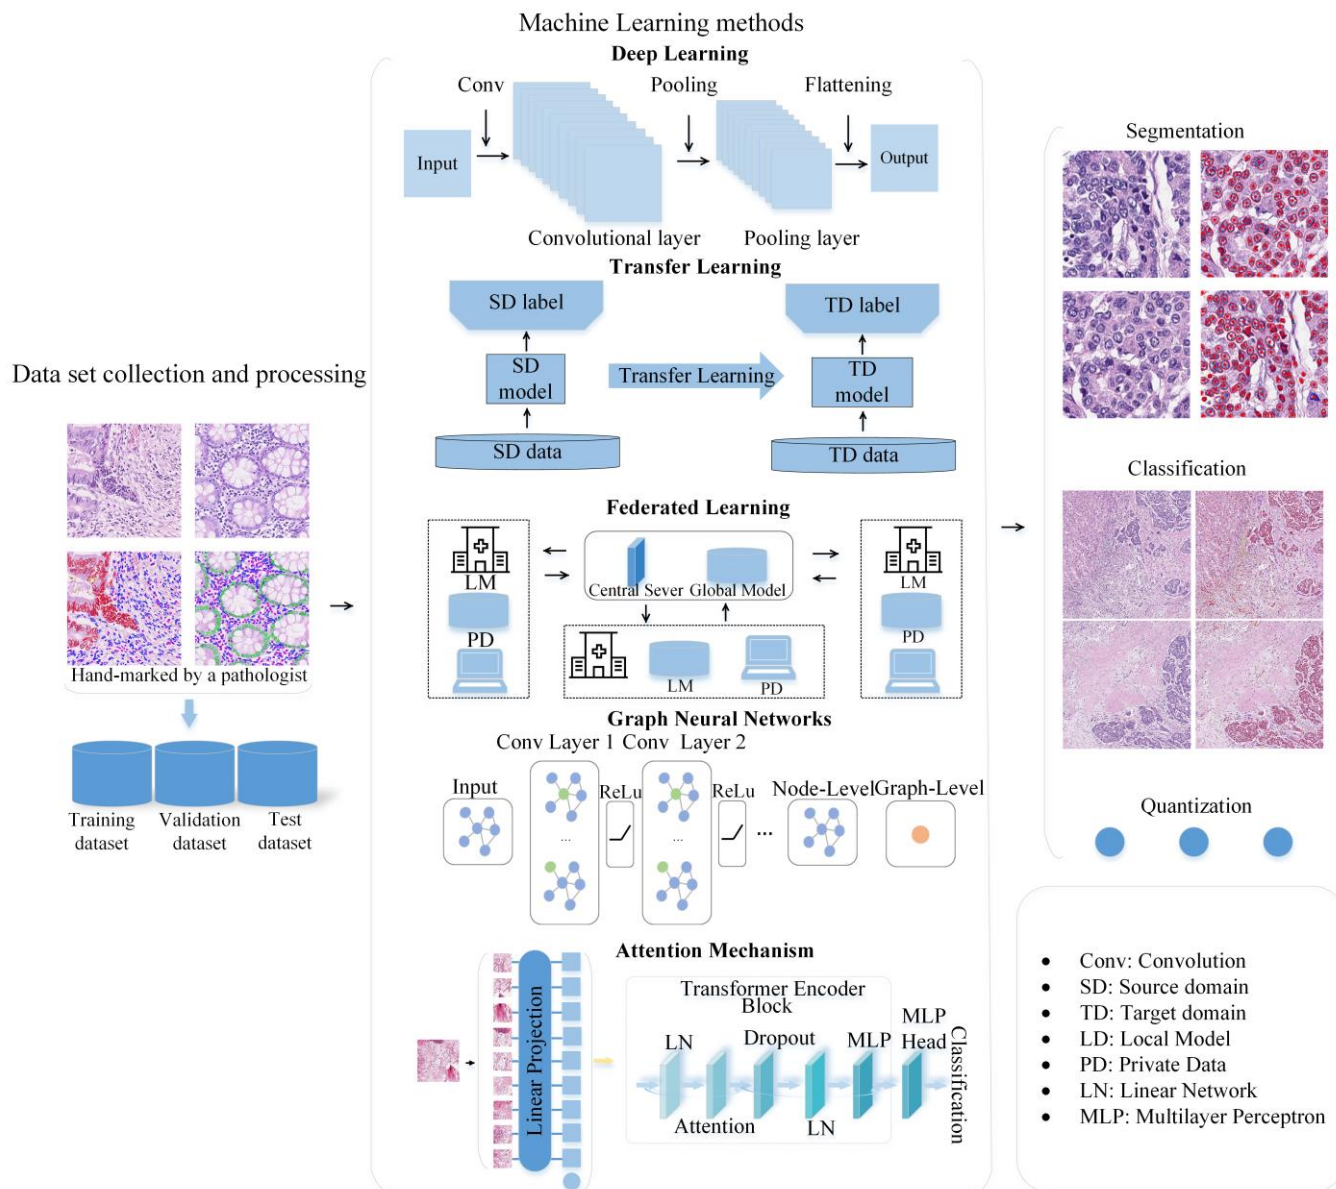 Machine Learning methods
Deep Learning
Conv
Pooling
Flattening
Input
Output
Convolutional layer
Pooling layer
Transfer Learning
SD label
TD label
SD
model
Transfer Learning
TD
model
SD data
TD data
Federated Learning
LM
PD
Central Sever
Global Model
LM
PD
LM
PD
Graph Neural Networks
Conv Layer 1
Conv Layer 2
Input
...
ReLu
...
ReLu
...
Node-Level
Graph-Level
Attention Mechanism
Linear Projection
Transformer Encoder
Block
LN
Attention
Dropout
LN
MLP
MLP
Head
Classification
Data set collection and processing
Hand-marked by a pathologist
Training
dataset
Validation
dataset
Test
dataset
Segmentation
Classification
Quantization
• Conv: Convolution
• SD: Source domain
• TD: Target domain
• LD: Local Model
• PD: Private Data
• LN: Linear Network
• MLP: Multilayer Perceptron